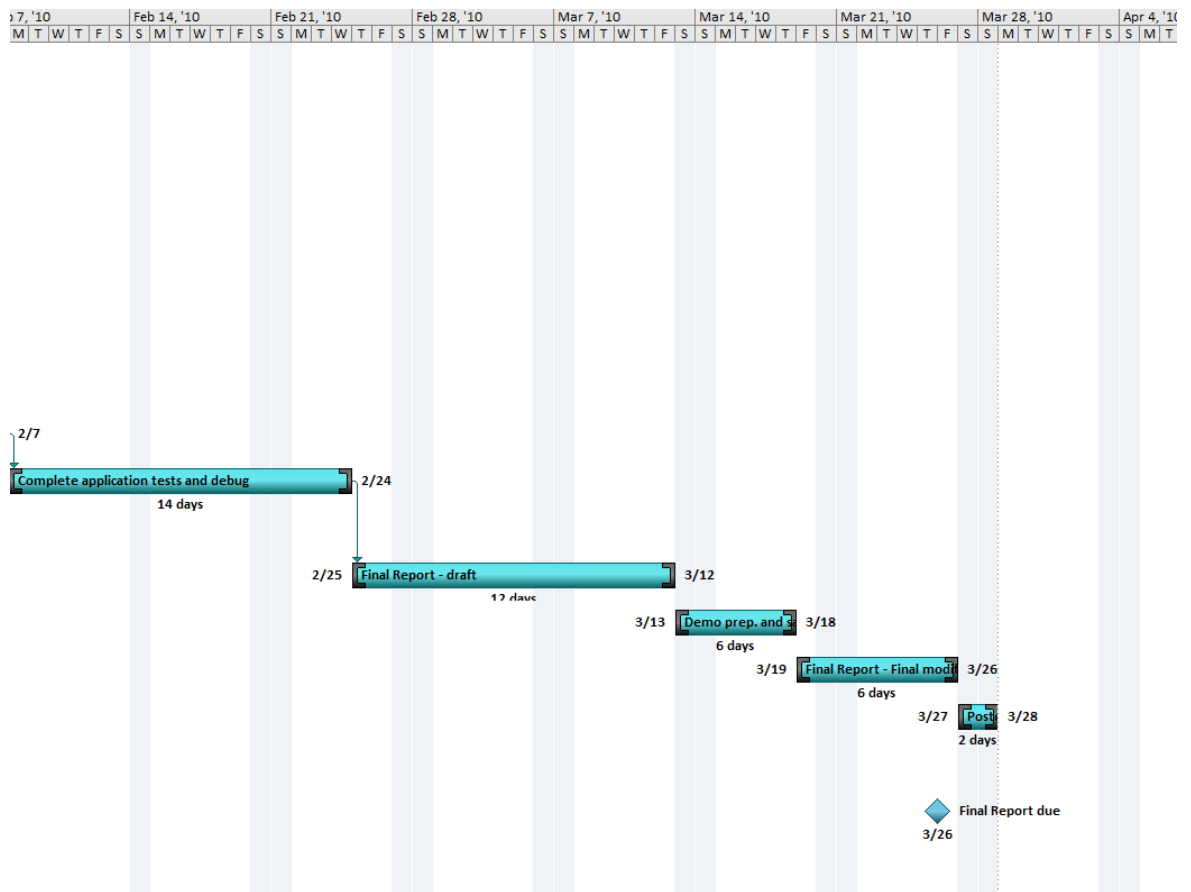 7, '10 Feb 14, '10 Feb 21, '10 Feb 28, '10 Mar 7, '10 Mar 14, '10 Mar 21, '10 Mar 28, '10 Apr 4, '10
M T W T F S S M T W T F S S M T W T F S S M T W T F S S M T W T F S S M T W T F S S M T W T F S S M T W T F S S M T
2/7
Complete application tests and debug 2/24
14 days
2/25 Final Report - draft 3/12
12 days
3/13 Demo prep. and 3/18
6 days
3/19 Final Report - Final 3/26
6 days
3/27 3/28
2 days
Final Report due
3/26